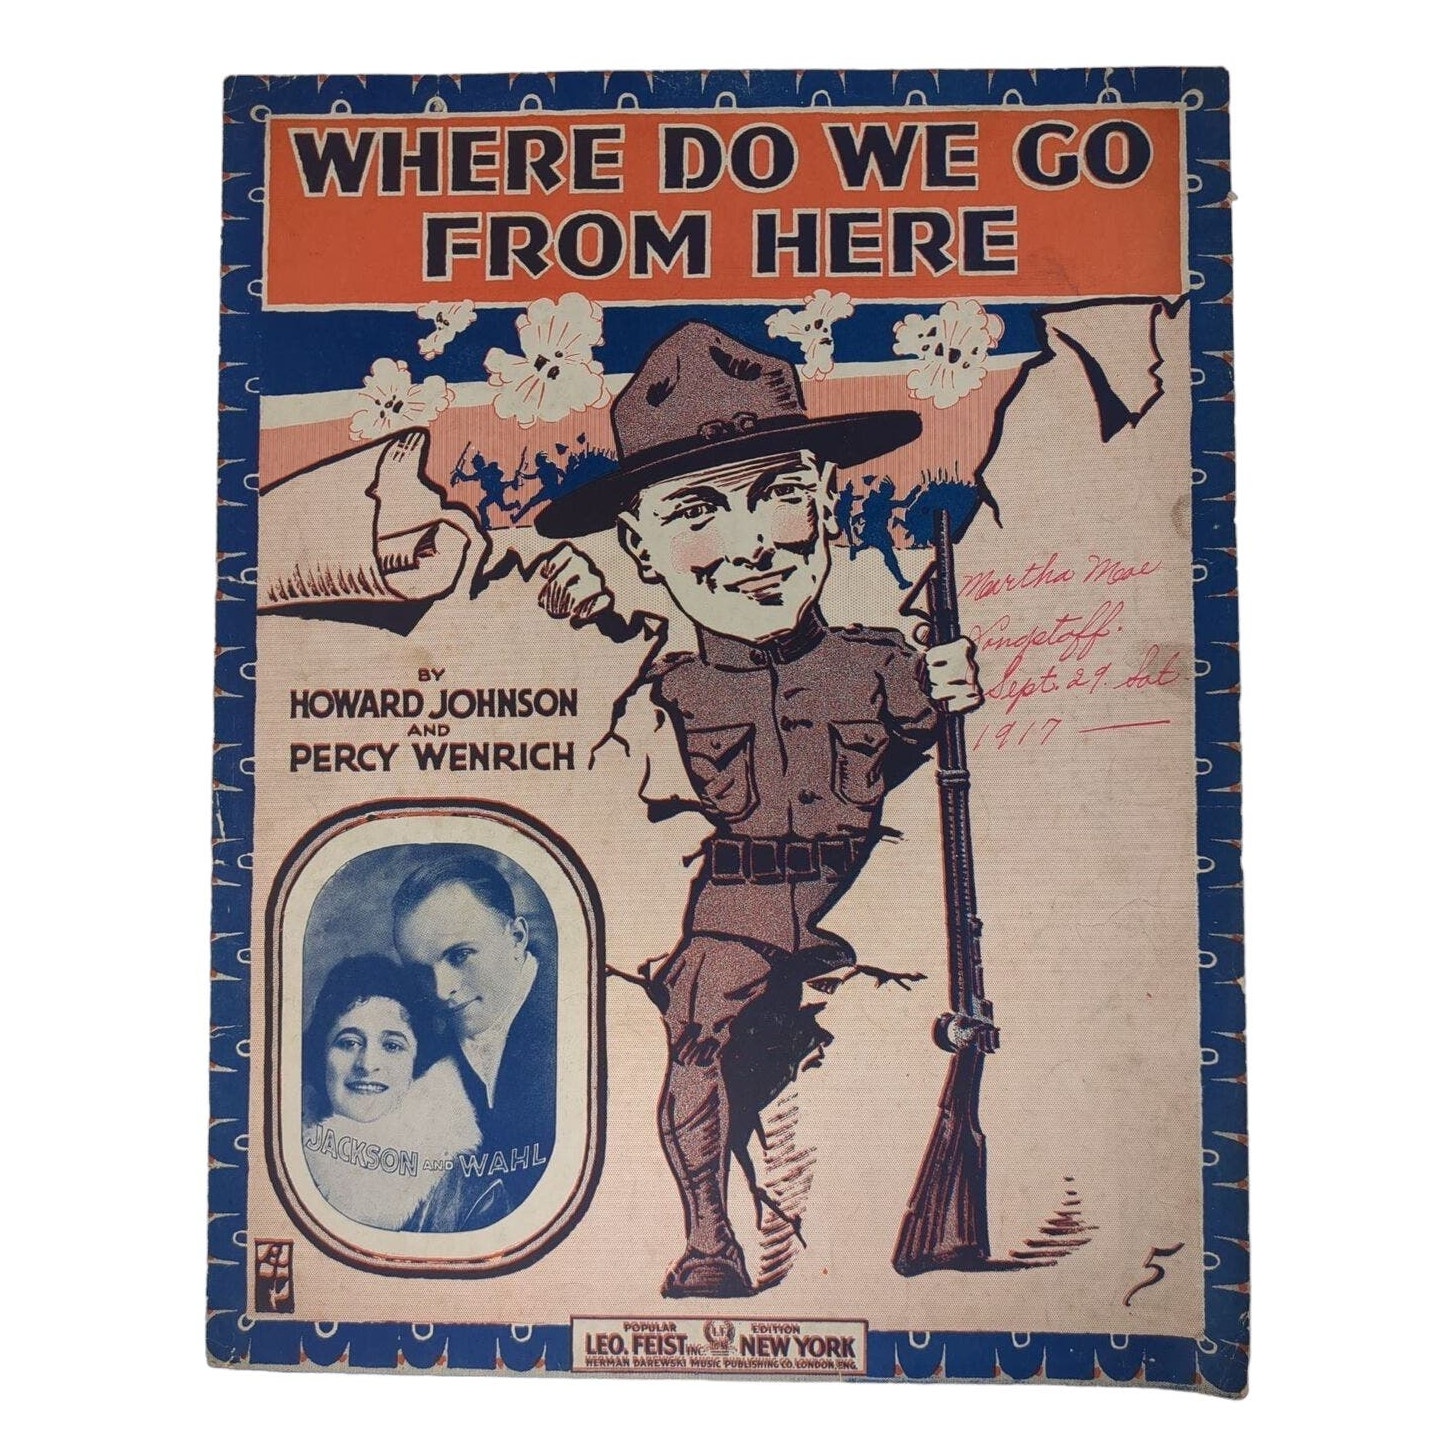 WHERE DO WE GO
FROM HERE
BY
HOWARD JOHNSON
AND
PERCY WENRICH
Martha Mae
Longstaff.
Sept. 29. Sat.
1917
JACKSON AND WAHL
5
POPULAR EDITION
LEO. FEIST INC. L.F. NEW YORK
HERMAN DAREWSKI MUSIC PUBLISHING CO. LONDON, ENG.